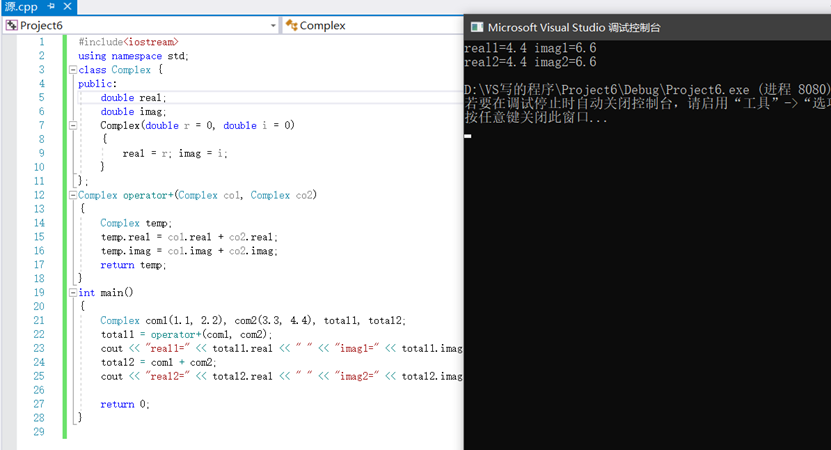 源.cpp
Project6
Complex
Microsoft Visual Studio 调试控制台
1 #include<iostream>
2 using namespace std;
3 class Complex {
4 public:
5 double real;
6 double imag;
7 Complex(double r = 0, double i = 0)
8 {
9 real = r; imag = i;
10 }
11 };
12 Complex operator+(Complex co1, Complex co2)
13 {
14 Complex temp;
15 temp.real = co1.real + co2.real;
16 temp.imag = co1.imag + co2.imag;
17 return temp;
18 }
19 int main()
20 {
21 Complex com1(1.1, 2.2), com2(3.3, 4.4), total1, total2;
22 total1 = operator+(com1, com2);
23 cout << "real1=" << total1.real << " " << "imag1=" << total1.imag
24 total2 = com1 + com2;
25 cout << "real2=" << total2.real << " " << "imag2=" << total2.imag
26
27 return 0;
28 }
29
real1=4.4 imag1=6.6
real2=4.4 imag2=6.6
D:\VS写的程序\Project6\Debug\Project6.exe (进程 8080)
若要在调试停止时自动关闭控制台，请启用“工具”->“选项
按任意键关闭此窗口...